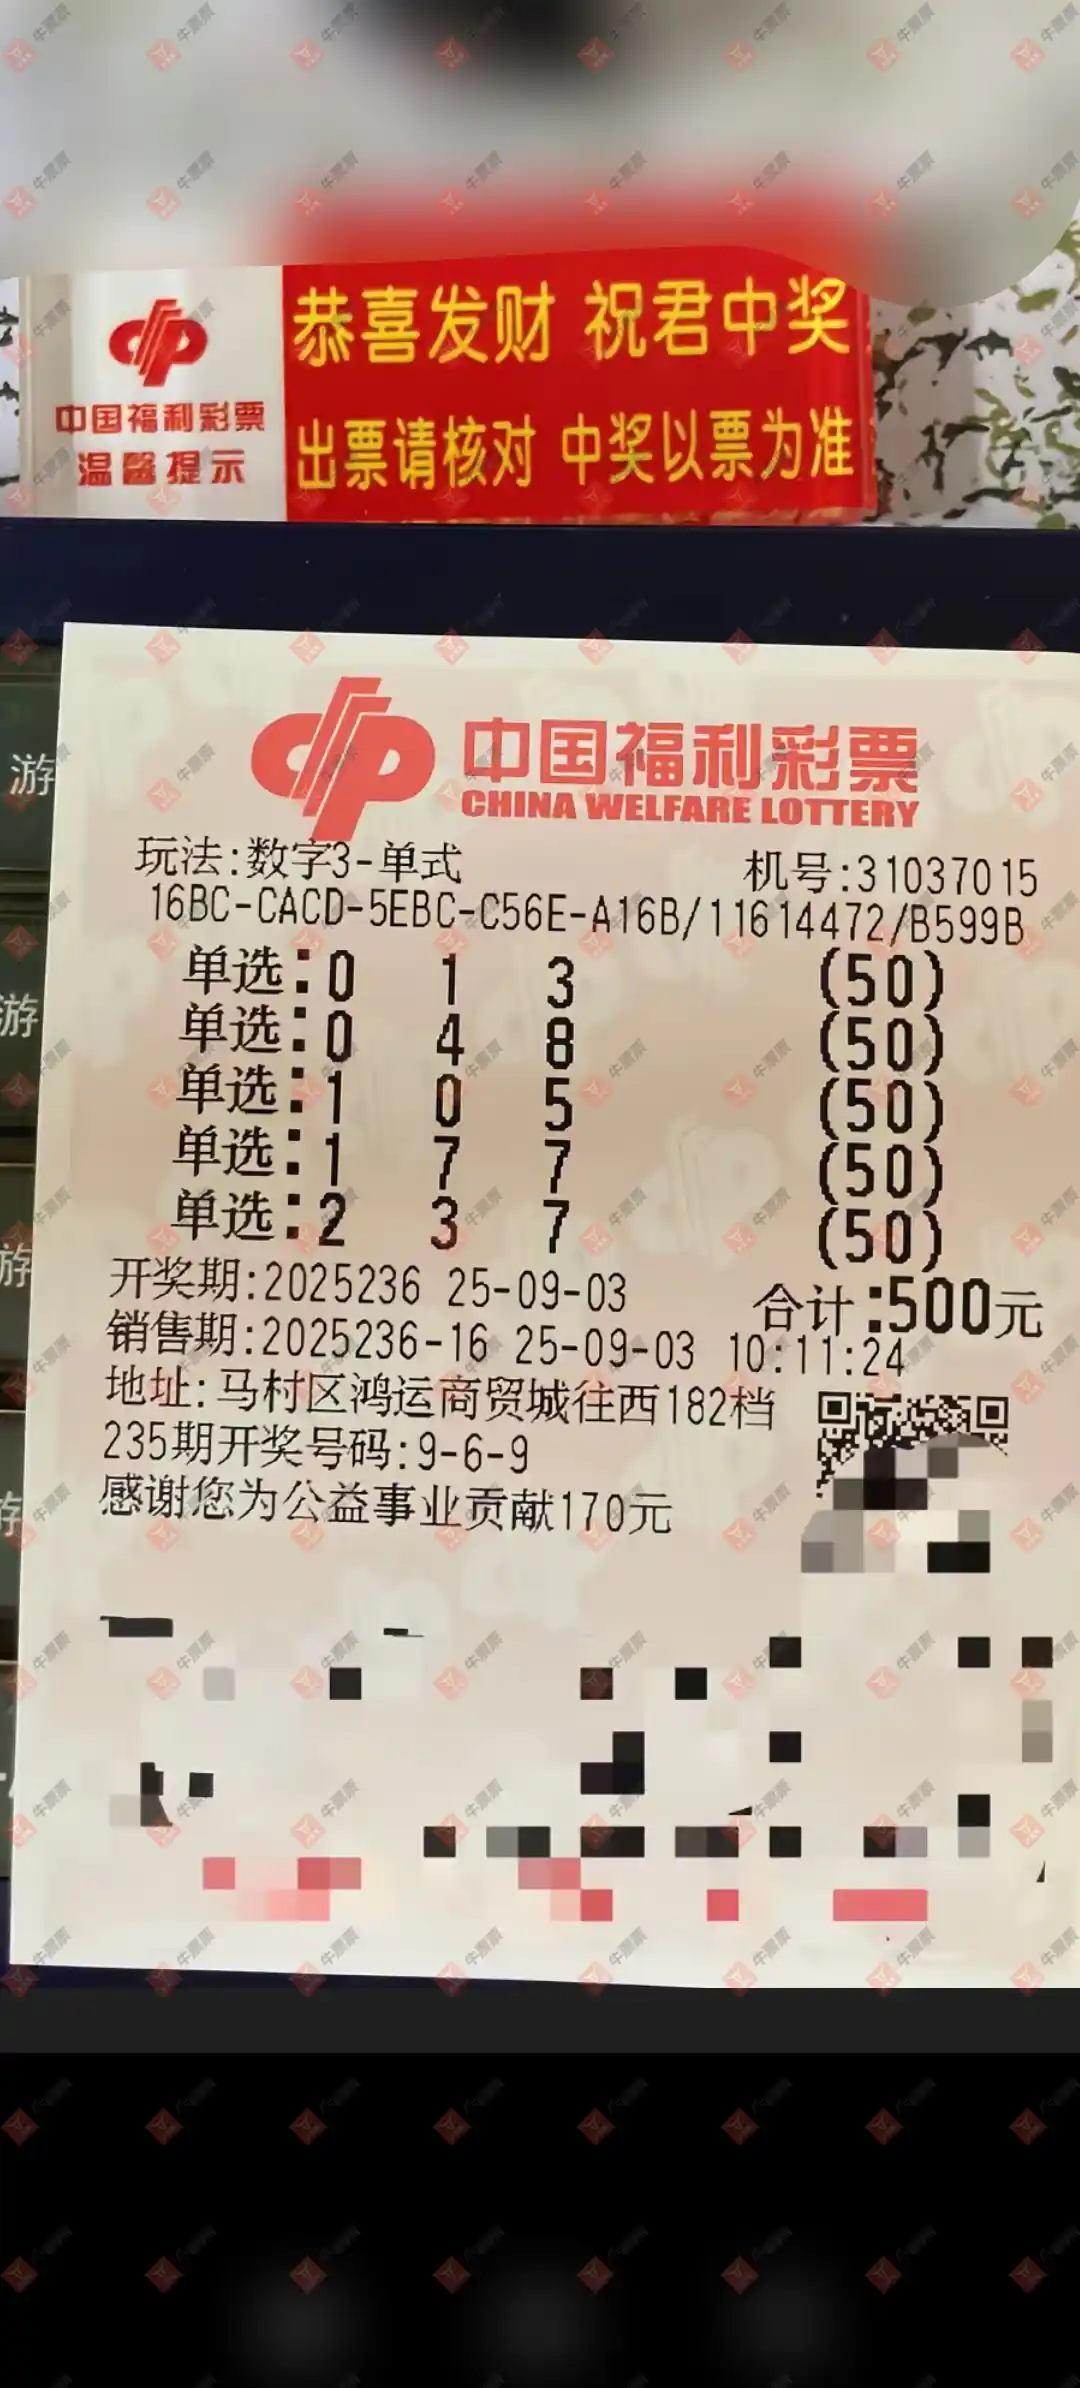 恭喜发财 祝君中奖
中国福利彩票
温馨提示
出票请核对 中奖以票为准
中国福利彩票
CHINA WELFARE LOTTERY
玩法:数字3-单式 机号:31037015
16BC-CACD-5EBC-C56E-A16B/11614472/B599B
单选:0 1 3 (50)
单选:0 4 8 (50)
单选:1 0 5 (50)
单选:1 7 7 (50)
单选:2 3 7 (50)
开奖期:2025236 25-09-03 合计:500元
销售期:2025236-16 25-09-03 10:11:24
地址:马村区鸿运商贸城往西182档
235期开奖号码:9-6-9
感谢您为公益事业贡献170元
游
游
游
游
牛票票